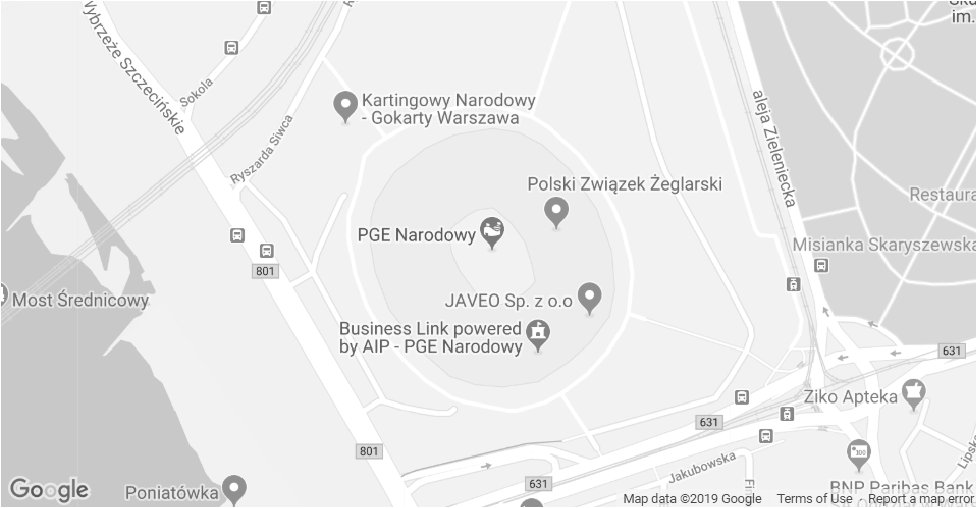 im.
Wybrzeże Szczecińskie
Sokola
Ryszarda Siwca
Kartingowy Narodowy
- Gokarty Warszawa
aleja Zieleniecka
Polski Związek Żeglarski
Restaura
PGE Narodowy
Misianka Skaryszewska
801
Most Średnicowy
JAVEO Sp. z o.o
Business Link powered
by AIP - PGE Narodowy
631
Ziko Apteka
631
801
Jakubowska
Lipsk
631
Google
Poniatówka
BNP Paribas Bank
Map data ©2019 Google
Terms of Use
Report a map error